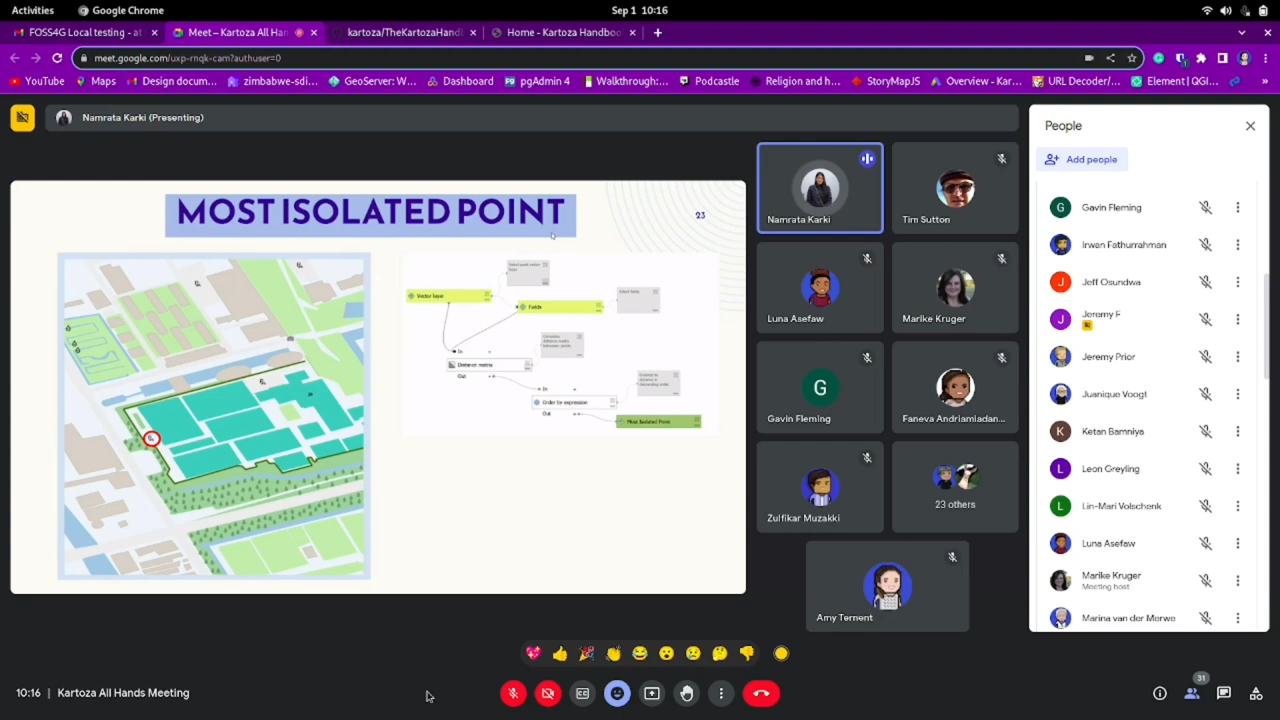 Activities
Google Chrome
Sep 1 10:16
FOSS4G Local testing - at
Meet – Kartoza All Han
kartoza/TheKartozaHandb
Home - Kartoza Handboo
meet.google.com/uxp-rnqk-cam?authuser=0
YouTube
Maps
Design docum...
zimbabwe-sdi...
GeoServer: W...
Dashboard
pgAdmin 4
Walkthrough:...
Podcastle
Religion and h...
StoryMapJS
Overview - Kar...
URL Decoder/...
Element | QGI...
Namrata Karki (Presenting)
MOST ISOLATED POINT
23
Vector layer
Fields
In
Distance matrix
Out
In
Order by expression
Out
Most Isolated Point
Namrata Karki
Tim Sutton
Luna Asefaw
Marike Kruger
G
Gavin Fleming
Faneva Andriamiadan...
Zulfikar Muzakki
23 others
Amy Ternent
People
Add people
G
Gavin Fleming
Irwan Fathurrahman
J
Jeff Osundwa
J
Jeremy F
Jeremy Prior
Juanique Voogt
K
Ketan Bamniya
L
Leon Greyling
L
Lin-Mari Volschenk
Luna Asefaw
Marike Kruger
Meeting host
Marina van der Merwe
10:16 | Kartoza All Hands Meeting
31